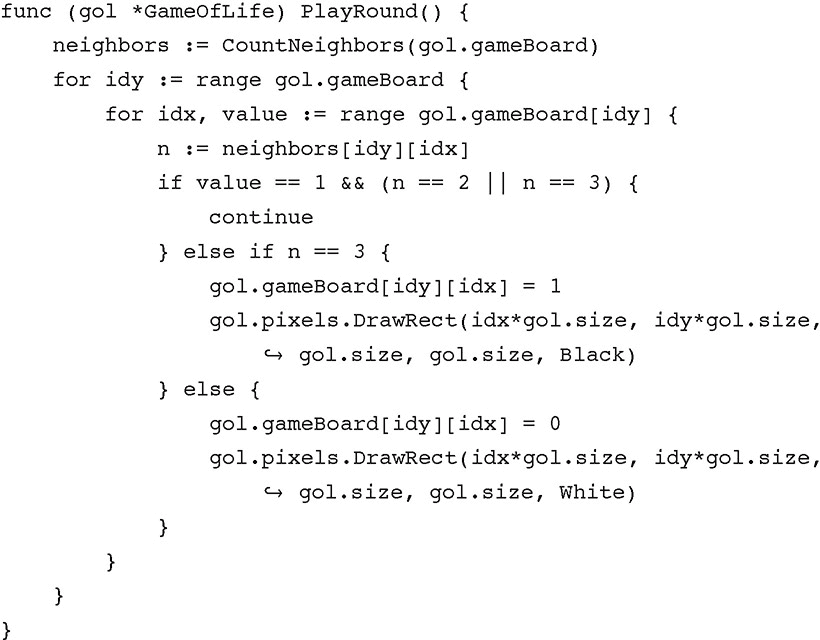 func (gol *GameOfLife) PlayRound() {
    neighbors := CountNeighbors(gol.gameBoard)
    for idy := range gol.gameBoard {
        for idx, value := range gol.gameBoard[idy] {
            n := neighbors[idy][idx]
            if value == 1 && (n == 2 || n == 3) {
                continue
            } else if n == 3 {
                gol.gameBoard[idy][idx] = 1
                gol.pixels.DrawRect(idx*gol.size, idy*gol.size,
                    ↪ gol.size, gol.size, Black)
            } else {
                gol.gameBoard[idy][idx] = 0
                gol.pixels.DrawRect(idx*gol.size, idy*gol.size,
                    ↪ gol.size, gol.size, White)
            }
        }
    }
}